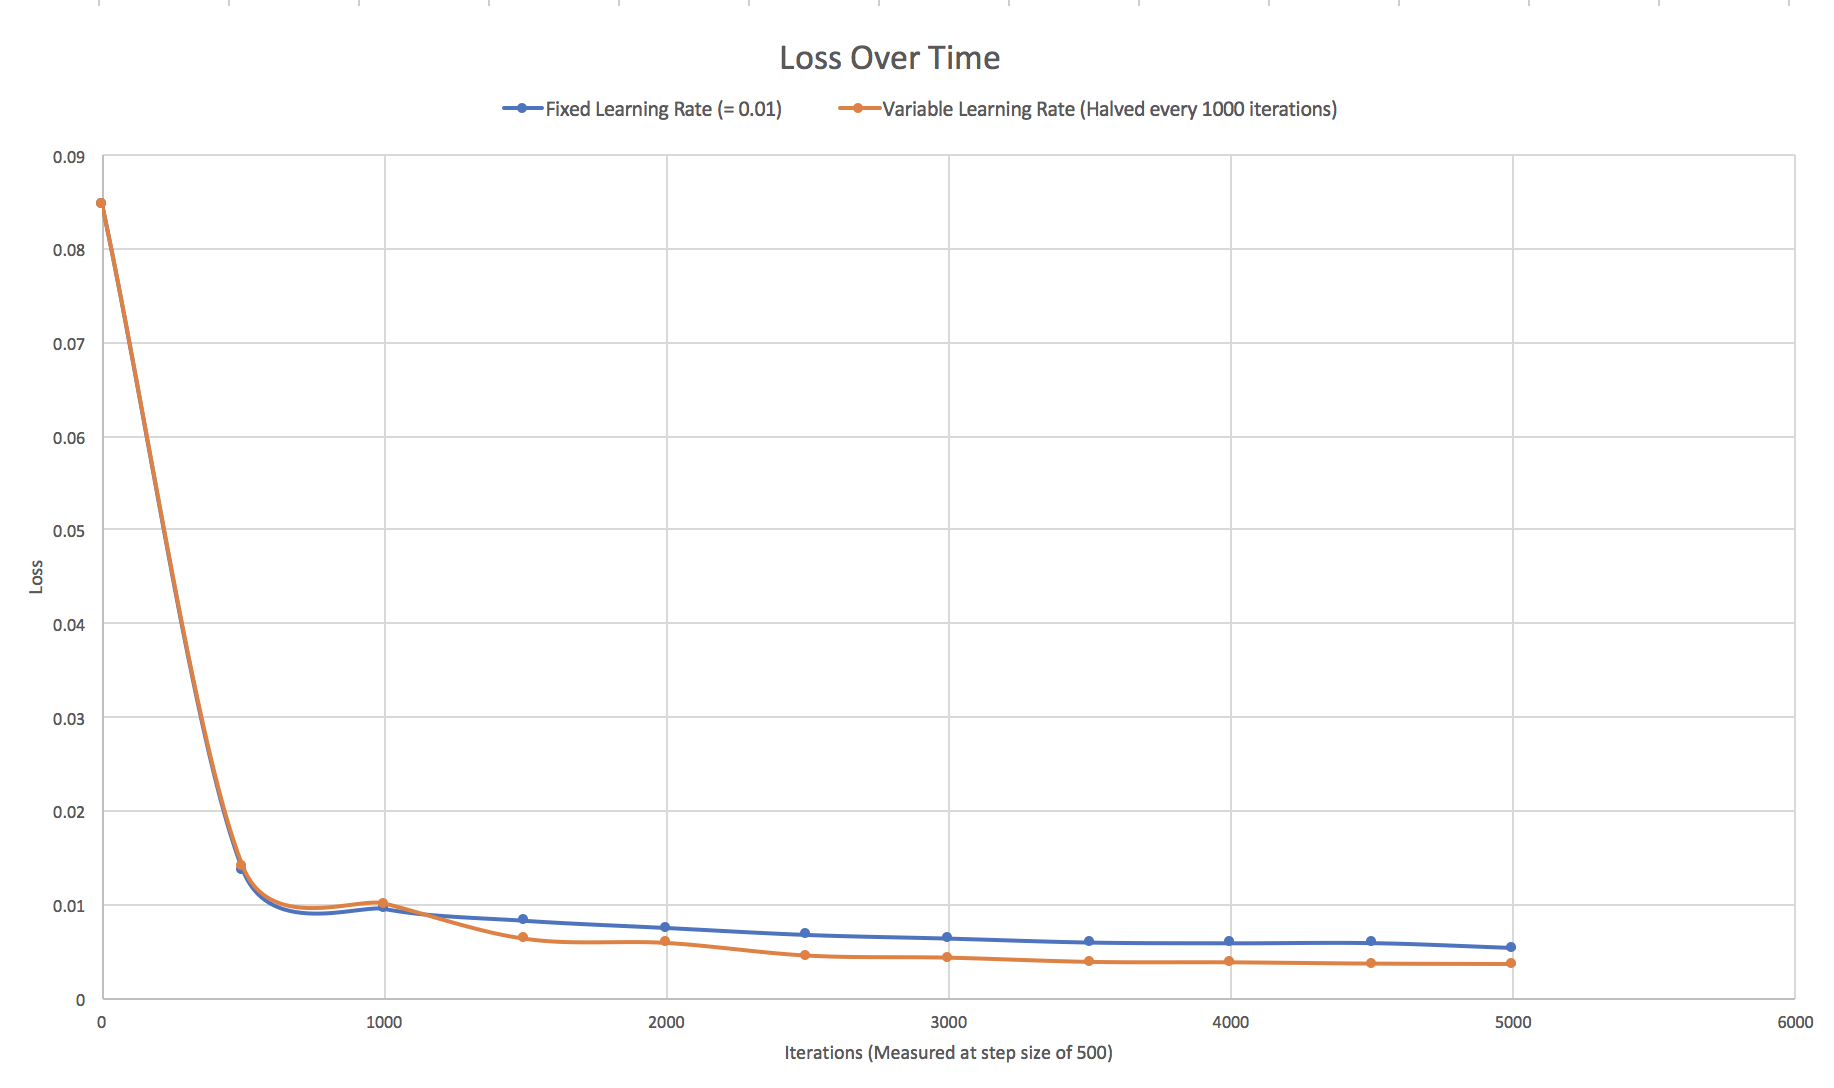 Loss Over Time
Fixed Learning Rate (= 0.01) Variable Learning Rate (Halved every 1000 iterations)
0.09
0.08
0.07
0.06
0.05
0.04
0.03
0.02
0.01
0
Loss
0 1000 2000 3000 4000 5000 6000
Iterations (Measured at step size of 500)